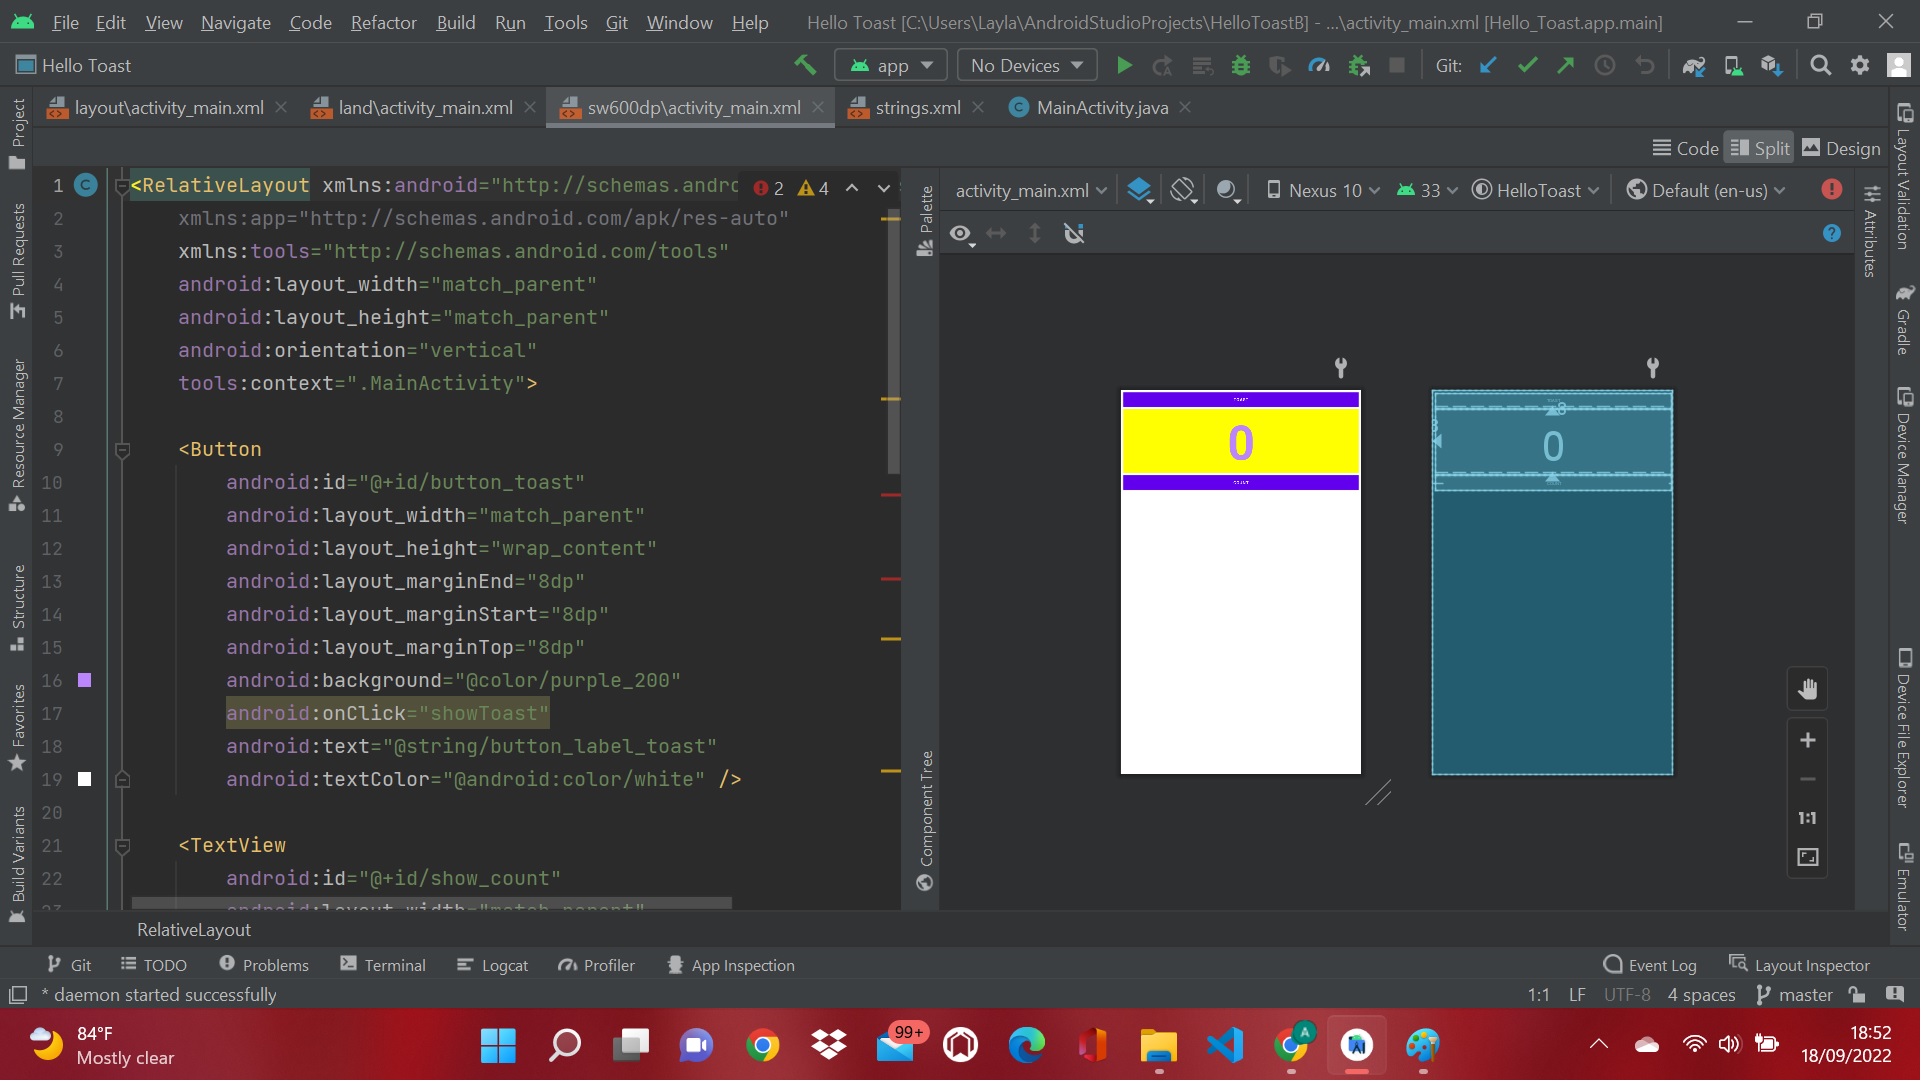 File Edit View Navigate Code Refactor Build Run Tools Git Window Help Hello Toast [C:\Users\Layla\AndroidStudioProjects\HelloToastB] - ...\activity_main.xml [Hello_Toast.app.main]
Hello Toast app No Devices Git:
layout\activity_main.xml land\activity_main.xml sw600dp\activity_main.xml strings.xml MainActivity.java
Code Split Design
Project
Pull Requests
Resource Manager
Structure
Favorites
Build Variants
1 <RelativeLayout xmlns:android="http://schemas.andro 2 4
2 xmlns:app="http://schemas.android.com/apk/res-auto"
3 xmlns:tools="http://schemas.android.com/tools"
4 android:layout_width="match_parent"
5 android:layout_height="match_parent"
6 android:orientation="vertical"
7 tools:context=".MainActivity">
8
9 <Button
10 android:id="@+id/button_toast"
11 android:layout_width="match_parent"
12 android:layout_height="wrap_content"
13 android:layout_marginEnd="8dp"
14 android:layout_marginStart="8dp"
15 android:layout_marginTop="8dp"
16 android:background="@color/purple_200"
17 android:onClick="showToast"
18 android:text="@string/button_label_toast"
19 android:textColor="@android:color/white" />
20
21 <TextView
22 android:id="@+id/show_count"
23 android:layout_width="match_parent"
RelativeLayout
Palette
Component Tree
activity_main.xml Nexus 10 33 HelloToast Default (en-us)
TOAST
0
COUNT
8
8
0
1:1
Attributes
Layout Validation
Gradle
Device Manager
Device File Explorer
Emulator
Git TODO Problems Terminal Logcat Profiler App Inspection Event Log Layout Inspector
* daemon started successfully 1:1 LF UTF-8 4 spaces master
84°F
Mostly clear
99+
A
AI
18:52
18/09/2022